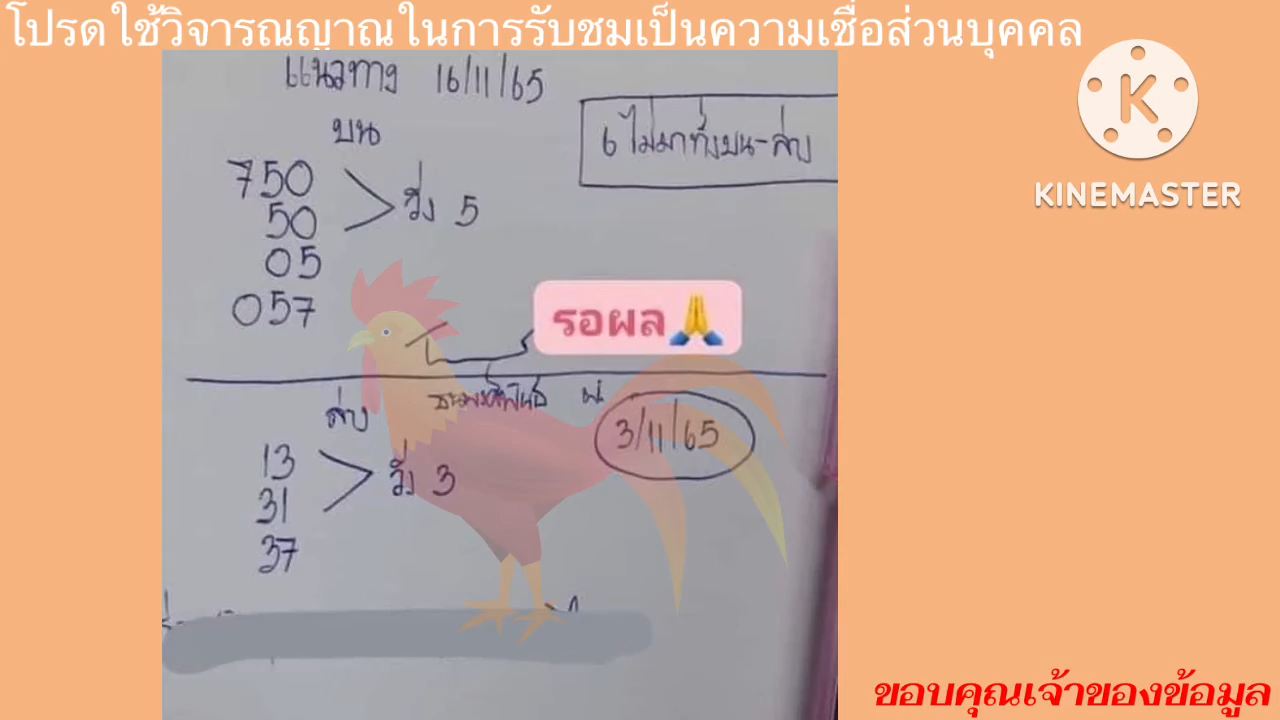 โปรดใช้วิจารณญาณในการรับชมเป็นความเชื่อส่วนบุคคล
แนวทาง 16/11/65
บน
6 ไม่มาทั้งบน-ล่าง
750
50
วิ่ง 5
05
057
รอผล🙏
ล่าง
3/11/65
13
31
วิ่ง 3
37
K
KINEMASTER
ขอบคุณเจ้าของข้อมูล